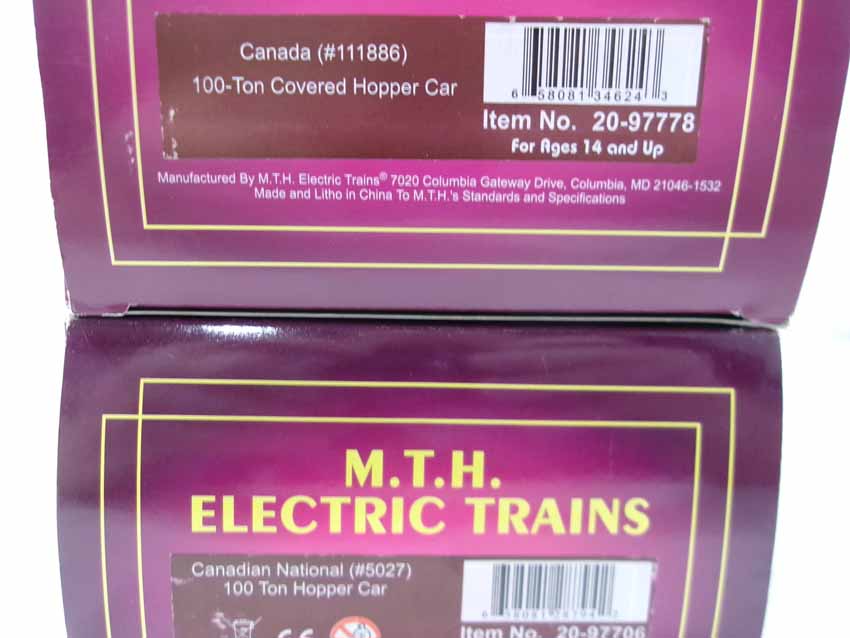 Canada (#111886)
100-Ton Covered Hopper Car
6 58081 34624 3
Item No. 20-97778
For Ages 14 and Up
Manufactured By M.T.H. Electric Trains® 7020 Columbia Gateway Drive, Columbia, MD 21046-1532
Made and Litho in China To M.T.H.'s Standards and Specifications
M.T.H.
ELECTRIC TRAINS
Canadian National (#5027)
100 Ton Hopper Car
CE
Item No. 20-97706